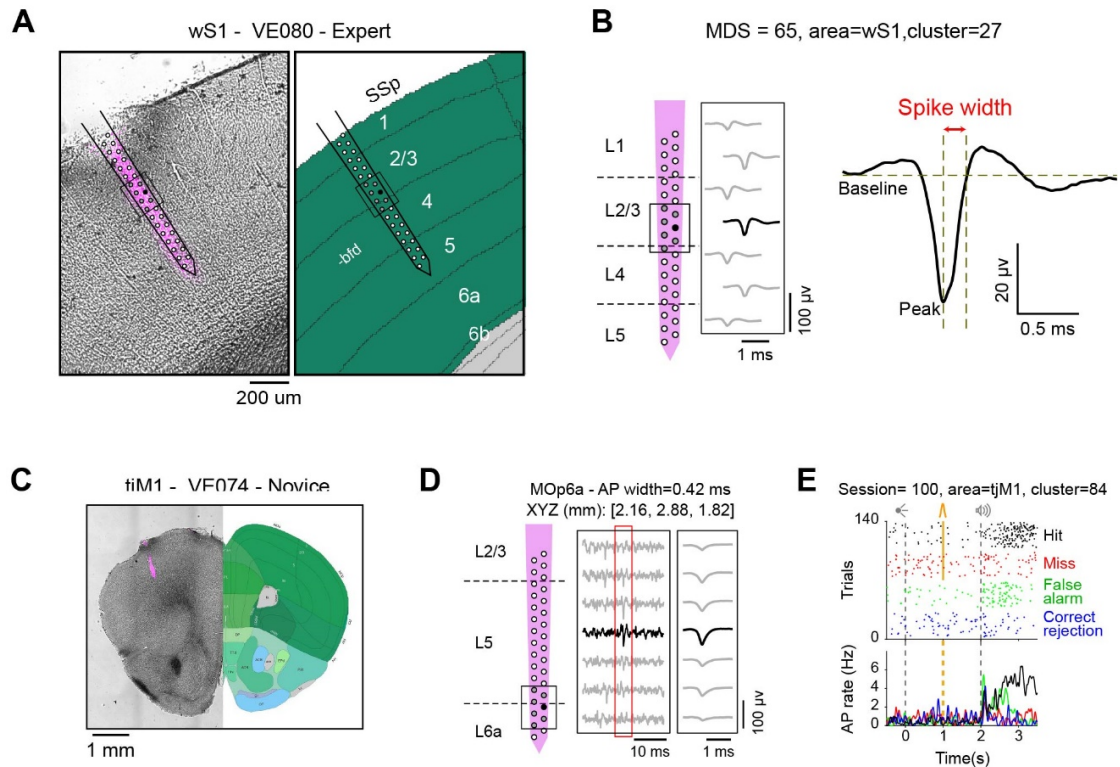 A
wS1 - VE080 - Expert
SSp
1
2/3
4
-bfd
5
6a
6b
200 um
B
MDS = 65, area=wS1,cluster=27
L1
L2/3
L4
L5
100 μv
1 ms
Spike width
Baseline
Peak
20 μv
0.5 ms
C
tjM1 - VE074 - Novice
1 mm
D
MOp6a - AP width=0.42 ms
XYZ (mm): [2.16, 2.88, 1.82]
L2/3
L5
L6a
10 ms
100 μv
1 ms
E
Session= 100, area=tjM1, cluster=84
140
Trials
0
Hit
Miss
False
alarm
Correct
rejection
AP rate (Hz)
6
4
2
0
0 1 2 3
Time(s)